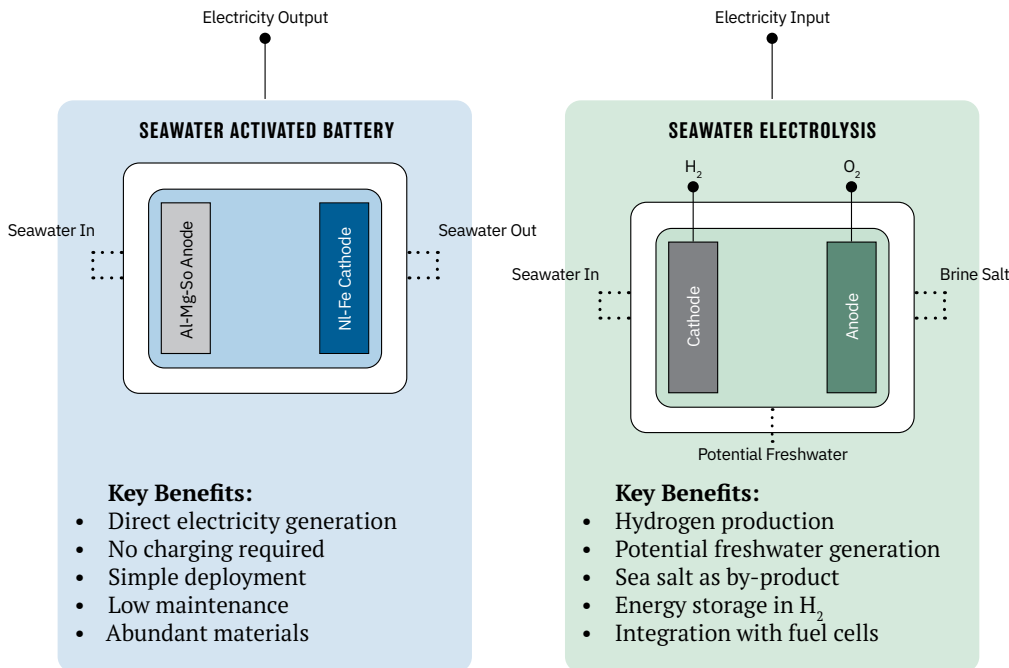 Electricity Output
SEAWATER ACTIVATED BATTERY
Seawater In
Al-Mg-So Anode
Nl-Fe Cathode
Seawater Out
Key Benefits:
• Direct electricity generation
• No charging required
• Simple deployment
• Low maintenance
• Abundant materials
Electricity Input
SEAWATER ELECTROLYSIS
H₂
O₂
Seawater In
Cathode
Anode
Brine Salt
Potential Freshwater
Key Benefits:
• Hydrogen production
• Potential freshwater generation
• Sea salt as by-product
• Energy storage in H₂
• Integration with fuel cells